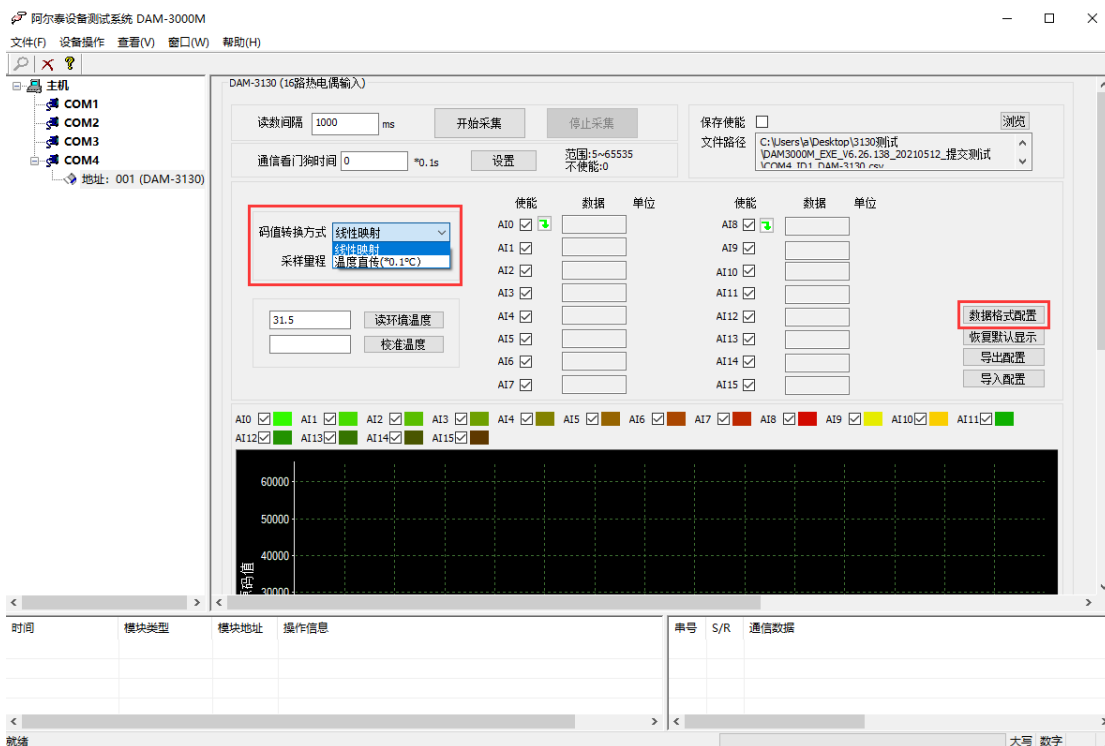 阿尔泰设备测试系统 DAM-3000M
文件(F) 设备操作 查看(V) 窗口(W) 帮助(H)
主机
COM1
COM2
COM3
COM4
地址: 001 (DAM-3130)
DAM-3130 (16路热电偶输入)
读数间隔 1000 ms 开始采集 停止采集
通信看门狗时间 0 *0.1s 设置 范围:5~65535
不使能:0
保存使能 浏览
文件路径 C:\Users\a\Desktop\3130测试
\DAM3000M_EXE_V6.26.138_20210512_提交测试
\COM4_ID1_DAM-3130.csv
码值转换方式 线性映射
线性映射
采样量程 温度直传(*0.1℃)
31.5 读环境温度
校准温度
使能 数据 单位
AI0
AI1
AI2
AI3
AI4
AI5
AI6
AI7
使能 数据 单位
AI8
AI9
AI10
AI11
AI12
AI13
AI14
AI15
数据格式配置
恢复默认显示
导出配置
导入配置
AI0 AI1 AI2 AI3 AI4 AI5 AI6 AI7 AI8 AI9 AI10 AI11
AI12 AI13 AI14 AI15
60000
50000
40000
30000
码值
时间 模块类型 模块地址 操作信息
串号 S/R 通信数据
就绪
大写 数字